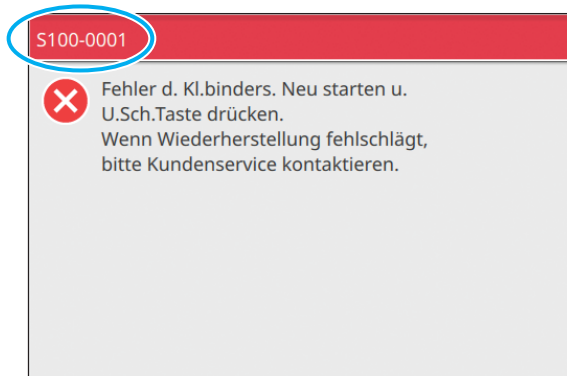 S100-0001
Fehler d. Kl.binders. Neu starten u.
U.Sch.Taste drücken.
Wenn Wiederherstellung fehlschlägt,
bitte Kundenservice kontaktieren.